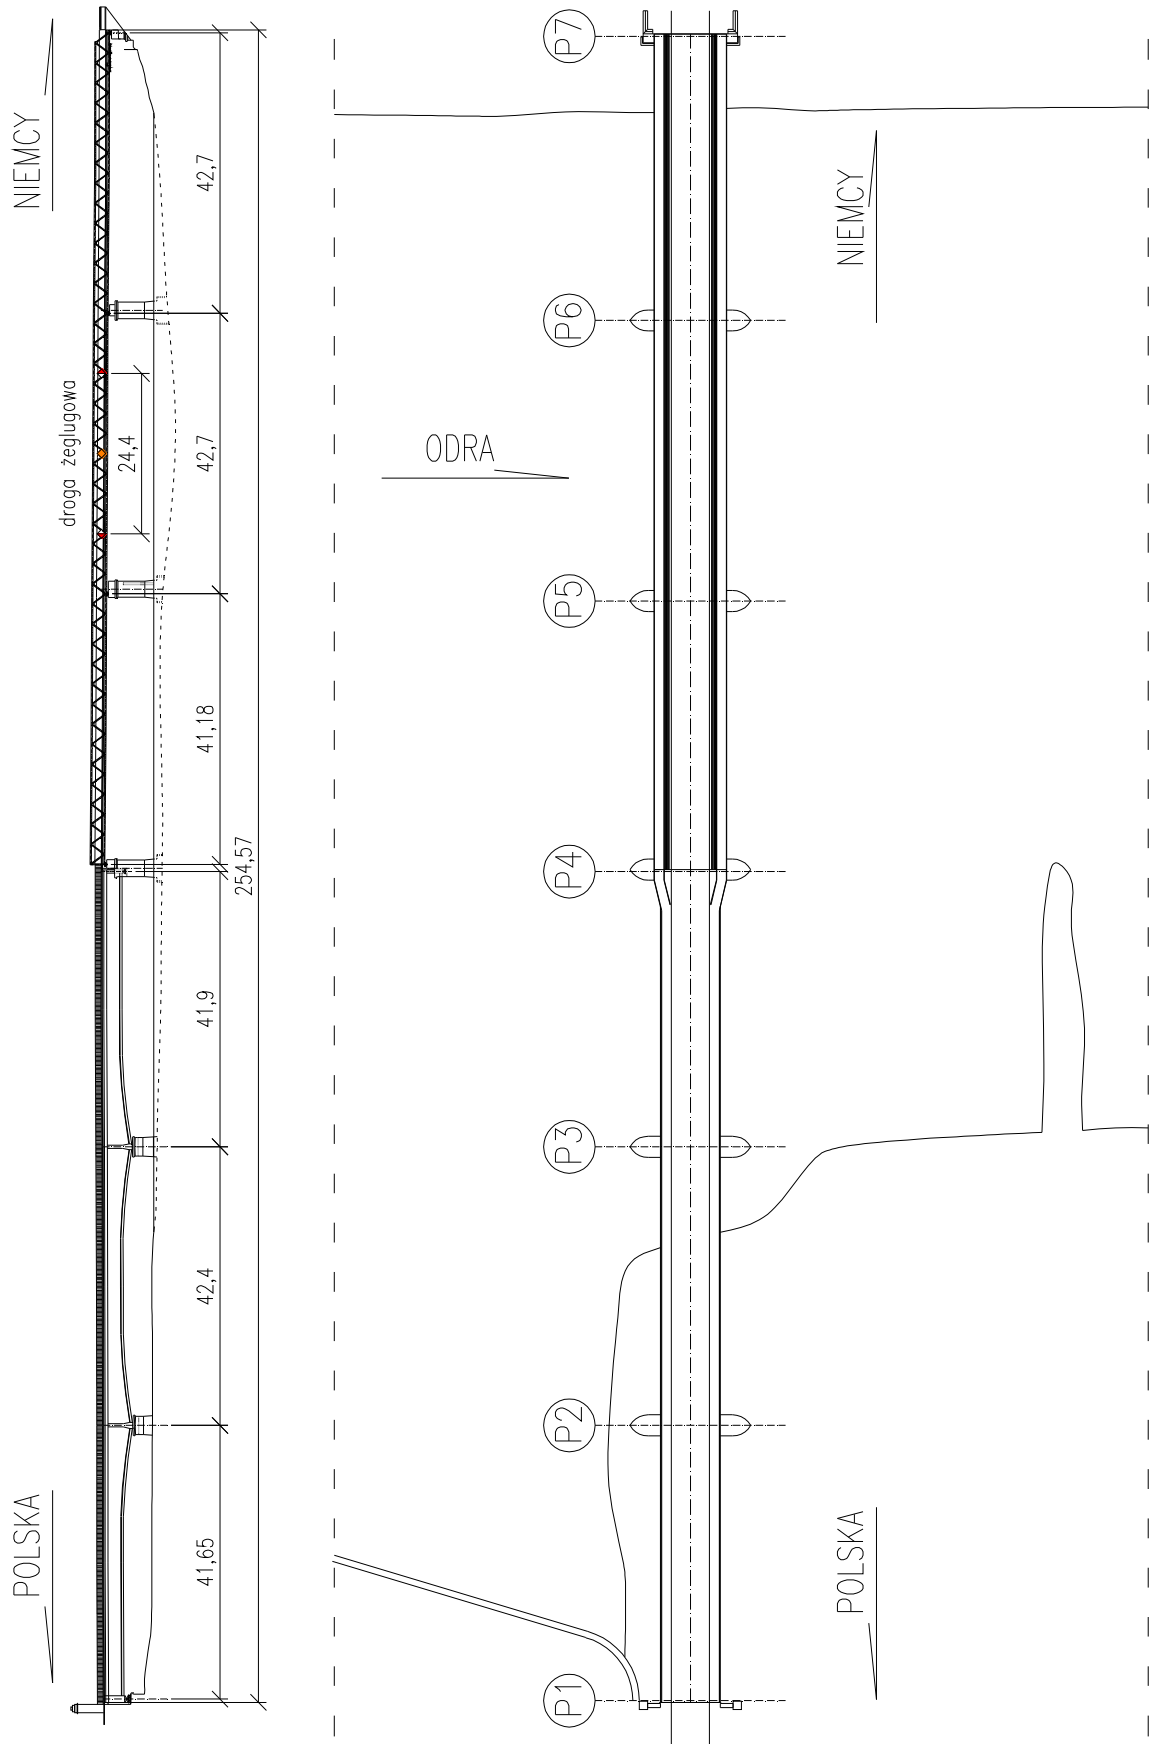 NIEMCY
POLSKA
droga żeglugowa
24,4
42,7
42,7
41,18
41,9
42,4
41,65
254,57
ODRA
P7
P6
P5
P4
P3
P2
P1
NIEMCY
POLSKA